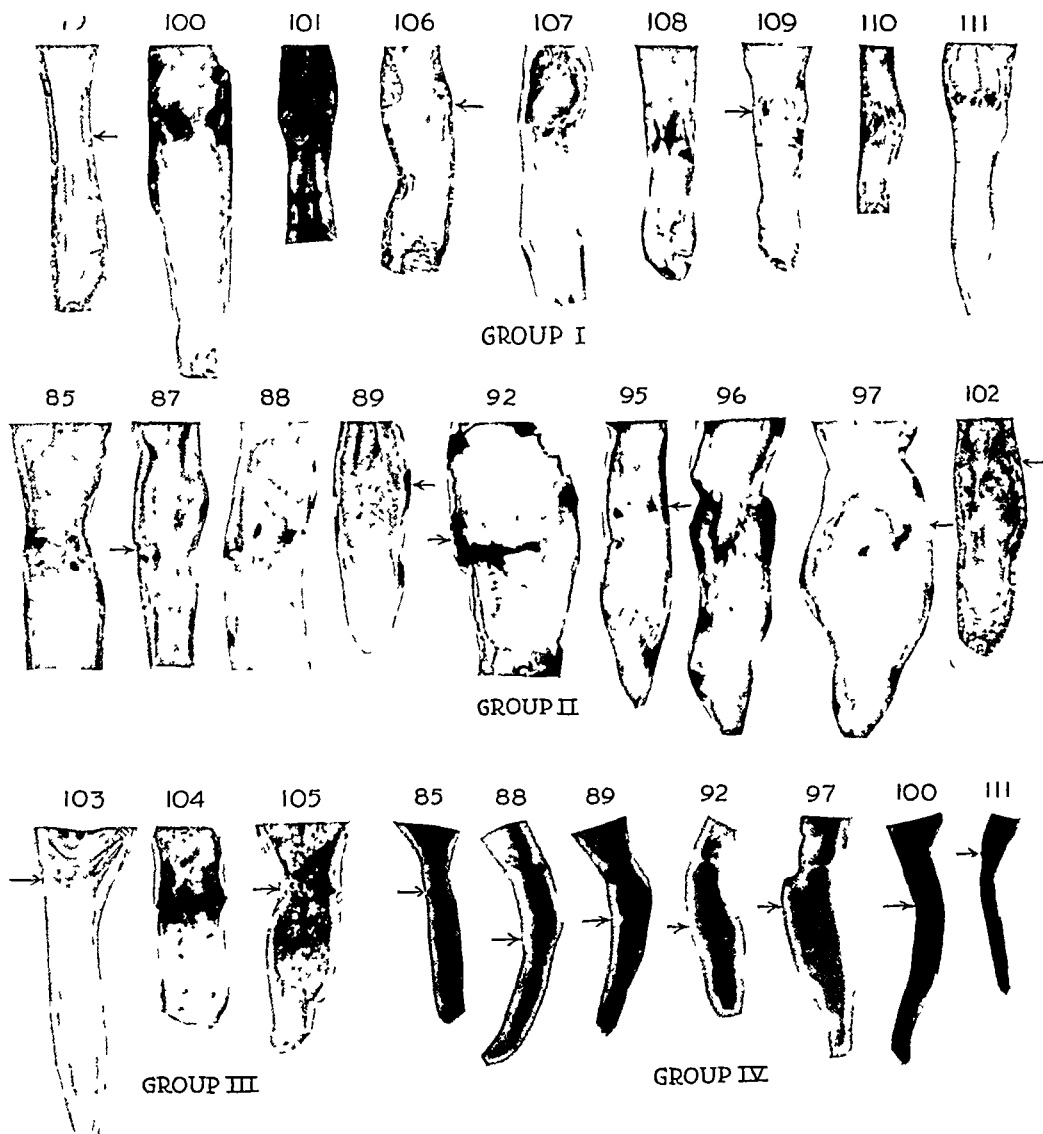 100 101 106 107 108 109 110 111
GROUP I
85 87 88 89 92 95 96 97 102
GROUP II
103 104 105 85 88 89 92 97 100 111
GROUP III
GROUP IV